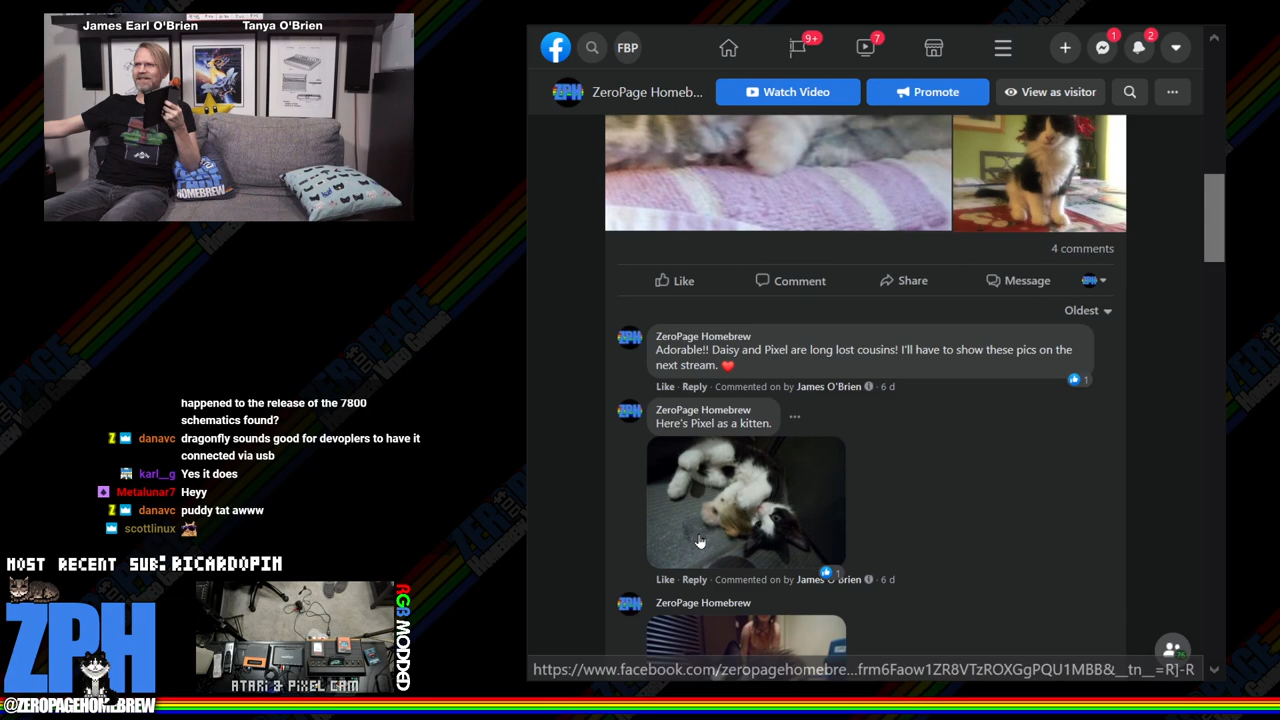 James Earl O'Brien
Tanya O'Brien
HOMEBREW
happened to the release of the 7800
schematics found?
danavc dragonfly sounds good for devoplers to have it
connected via usb
karl__g Yes it does
Metalunar7 Heyy
danavc puddy tat awww
scottlinux
MOST RECENT SUB: RICARDOPIM
ZPH
@ZEROPAGEHOMEBREW
RGB MODDED
ATARI & PIXEL CAM
FBP
9+
7
1
2
ZPH
ZeroPage Homeb...
Watch Video
Promote
View as visitor
4 comments
Like
Comment
Share
Message
Oldest
ZeroPage Homebrew
Adorable!! Daisy and Pixel are long lost cousins! I'll have to show these pics on the
next stream.
1
Like · Reply · Commented on by James O'Brien · 6 d
ZeroPage Homebrew
Here's Pixel as a kitten.
1
Like · Reply · Commented on by James O'Brien · 6 d
ZeroPage Homebrew
https://www.facebook.com/zeropagehomebre...frm6Faow1ZR8VTzROXGgPQU1MBB&__tn__=R]-R